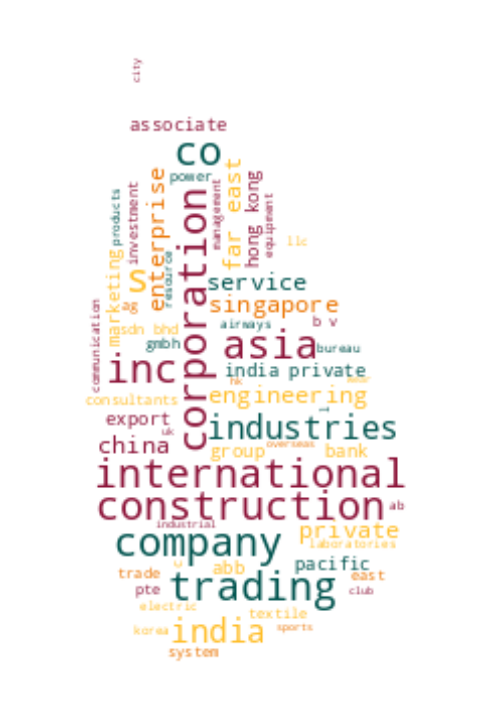 city
associate
co
power
far east
hong kong
equipment
management
enterprise
investment
products
resource
corporation
llc
s
service
marketing
ag
singapore
communication
sdn bhd
airways
b v
gmbh
asia
bureau
inc
india private
hk
consultants
engineering
export
uk
industries
china
group
overseas
bank
international
construction
ab
industrial
company
private
laboratories
pacific
trade
abb
east
pte
trading
club
electric
textile
korea
india
sports
system